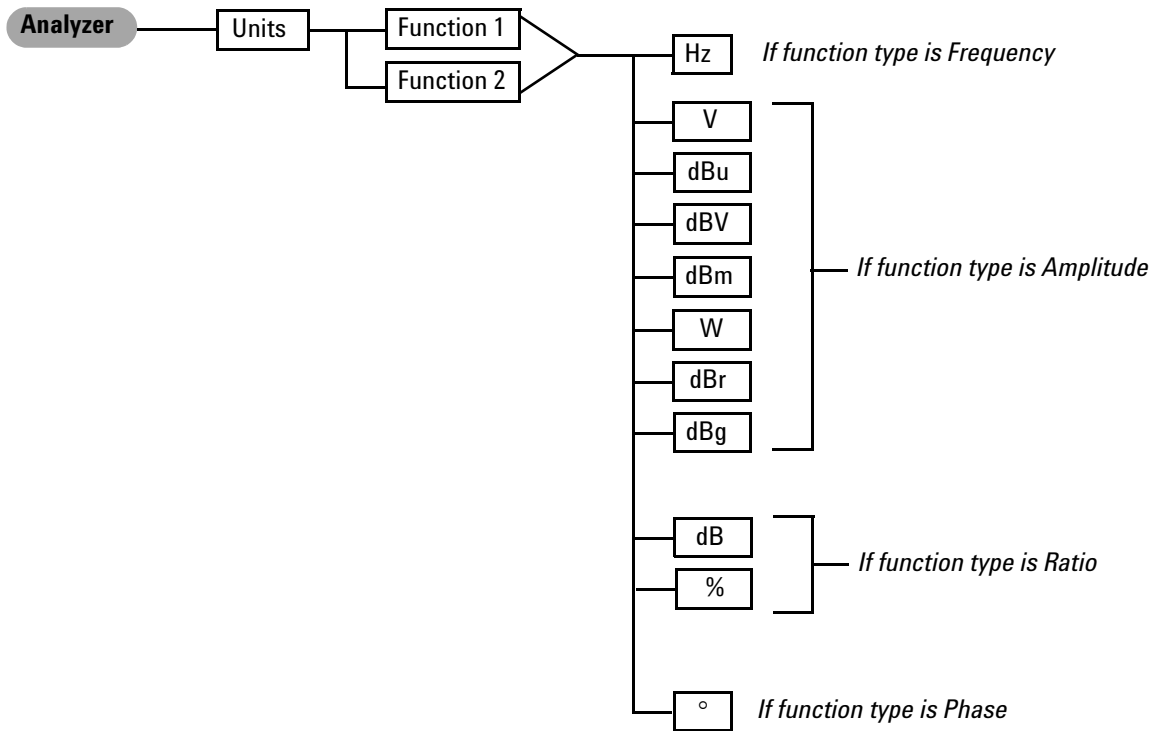 Analyzer
Units
Function 1
Function 2
Hz
If function type is Frequency
V
dBu
dBV
dBm
W
dBr
dBg
If function type is Amplitude
dB
%
If function type is Ratio
°
If function type is Phase